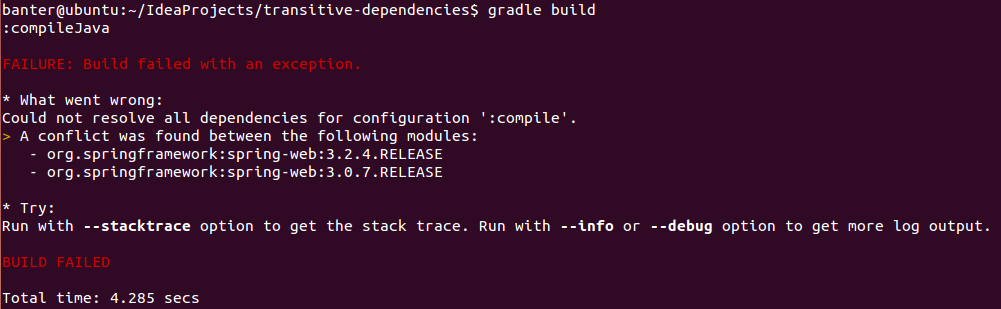 banter@ubuntu:~/IdeaProjects/transitive-dependencies$ gradle build
:compileJava
FAILURE: Build failed with an exception.
* What went wrong:
Could not resolve all dependencies for configuration ':compile'.
> A conflict was found between the following modules:
- org.springframework:spring-web:3.2.4.RELEASE
- org.springframework:spring-web:3.0.7.RELEASE
* Try:
Run with --stacktrace option to get the stack trace. Run with --info or --debug option to get more log output.
BUILD FAILED
Total time: 4.285 secs